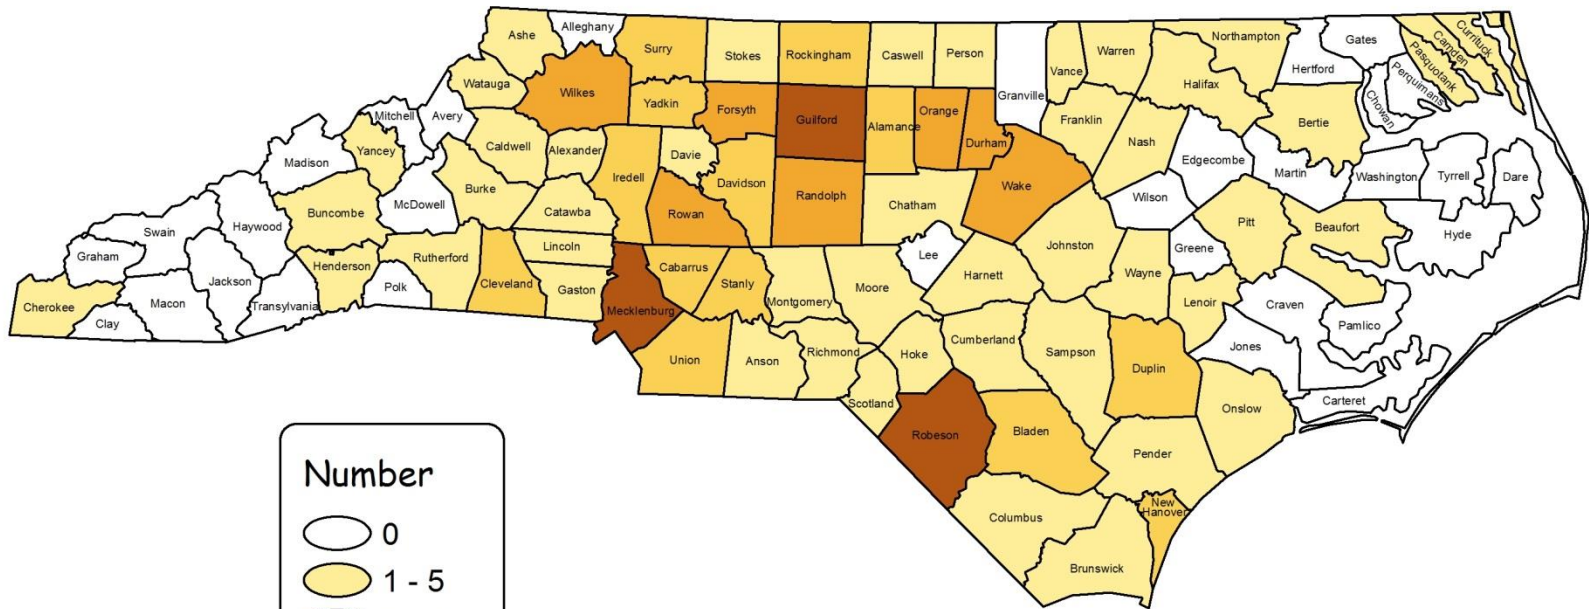 Ashe
Alleghany
Surry
Stokes
Rockingham
Caswell
Person
Granville
Vance
Warren
Northampton
Halifax
Hertford
Gates
Currituck
Camden
Pasquotank
Perquimans
Chowan
Bertie
Watauga
Wilkes
Yadkin
Forsyth
Guilford
Alamance
Orange
Durham
Franklin
Nash
Edgecombe
Martin
Washington
Tyrrell
Dare
Mitchell
Avery
Caldwell
Alexander
Iredell
Davie
Davidson
Randolph
Chatham
Wake
Wilson
Madison
Yancey
McDowell
Burke
Catawba
Rowan
Johnston
Greene
Pitt
Beaufort
Hyde
Swain
Haywood
Buncombe
Graham
Jackson
Henderson
Rutherford
Cleveland
Lincoln
Gaston
Cabarrus
Stanly
Montgomery
Moore
Lee
Harnett
Wayne
Lenoir
Craven
Pamlico
Cherokee
Clay
Macon
Transylvania
Polk
Mecklenburg
Union
Anson
Richmond
Hoke
Cumberland
Sampson
Duplin
Jones
Carteret
Onslow
Scotland
Robeson
Bladen
Pender
New
Hanover
Columbus
Brunswick
Number
0
1 - 5